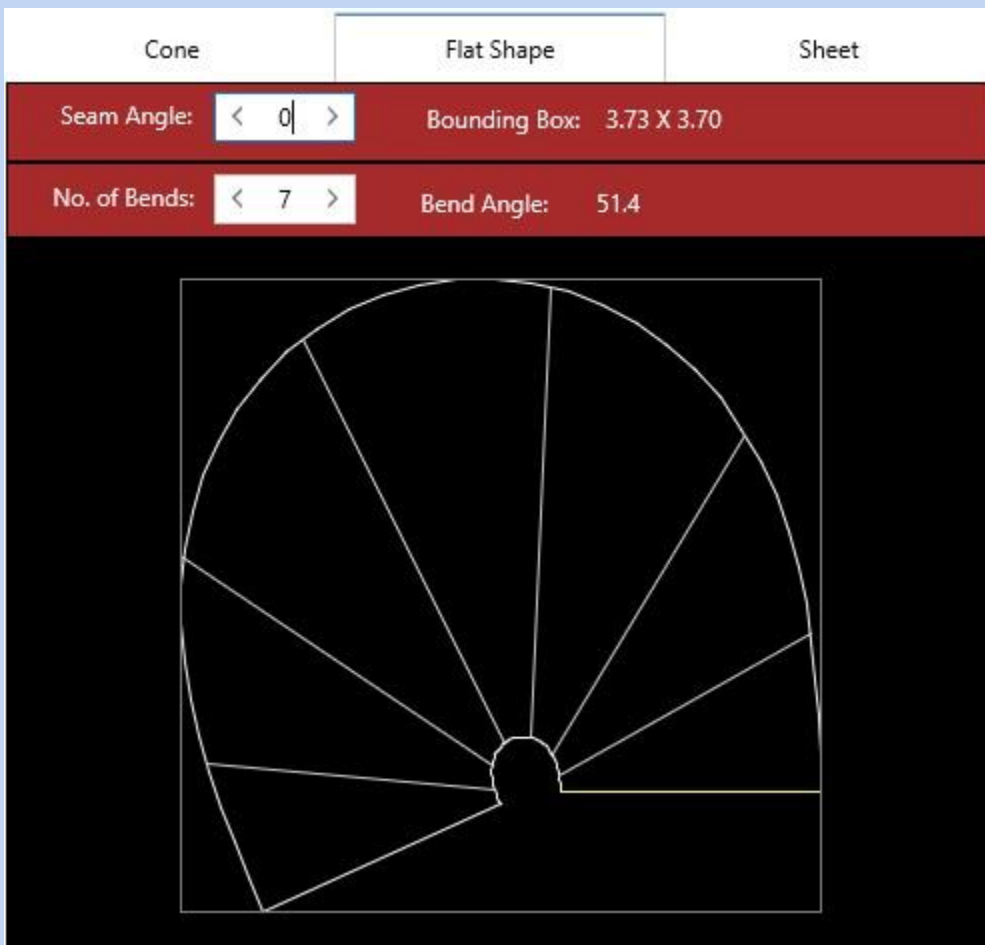 Cone Flat Shape Sheet
Seam Angle: < 0 > Bounding Box: 3.73 X 3.70
No. of Bends: < 7 > Bend Angle: 51.4